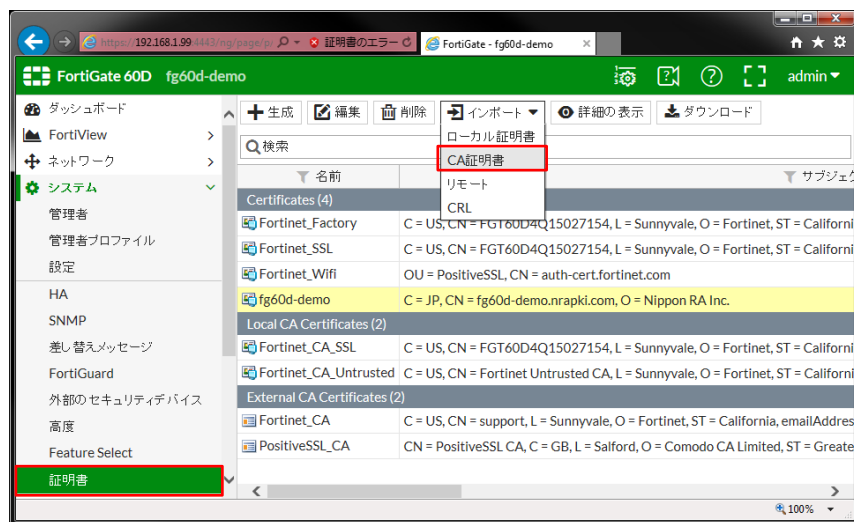 https://192.168.1.99:4443/ng/page/p/
証明書のエラー
FortiGate - fg60d-demo
FortiGate 60D fg60d-demo
admin
ダッシュボード
FortiView
ネットワーク
システム
管理者
管理者プロファイル
設定
HA
SNMP
差し替えメッセージ
FortiGuard
外部のセキュリティデバイス
高度
Feature Select
証明書
生成 編集 削除 インポート 詳細の表示 ダウンロード
検索
ローカル証明書
CA証明書
リモート
CRL
名前 サブジェク
Certificates (4)
Fortinet_Factory C = US, CN = FGT60D4Q15027154, L = Sunnyvale, O = Fortinet, ST = Californi
Fortinet_SSL C = US, CN = FGT60D4Q15027154, L = Sunnyvale, O = Fortinet, ST = Californi
Fortinet_Wifi OU = PositiveSSL, CN = auth-cert.fortinet.com
fg60d-demo C = JP, CN = fg60d-demo.nrapki.com, O = Nippon RA Inc.
Local CA Certificates (2)
Fortinet_CA_SSL C = US, CN = FGT60D4Q15027154, L = Sunnyvale, O = Fortinet, ST = Californi
Fortinet_CA_Untrusted C = US, CN = Fortinet Untrusted CA, L = Sunnyvale, O = Fortinet, ST = Californi
External CA Certificates (2)
Fortinet_CA C = US, CN = support, L = Sunnyvale, O = Fortinet, ST = California, emailAddres
PositiveSSL_CA CN = PositiveSSL CA, C = GB, L = Salford, O = Comodo CA Limited, ST = Greate
100%